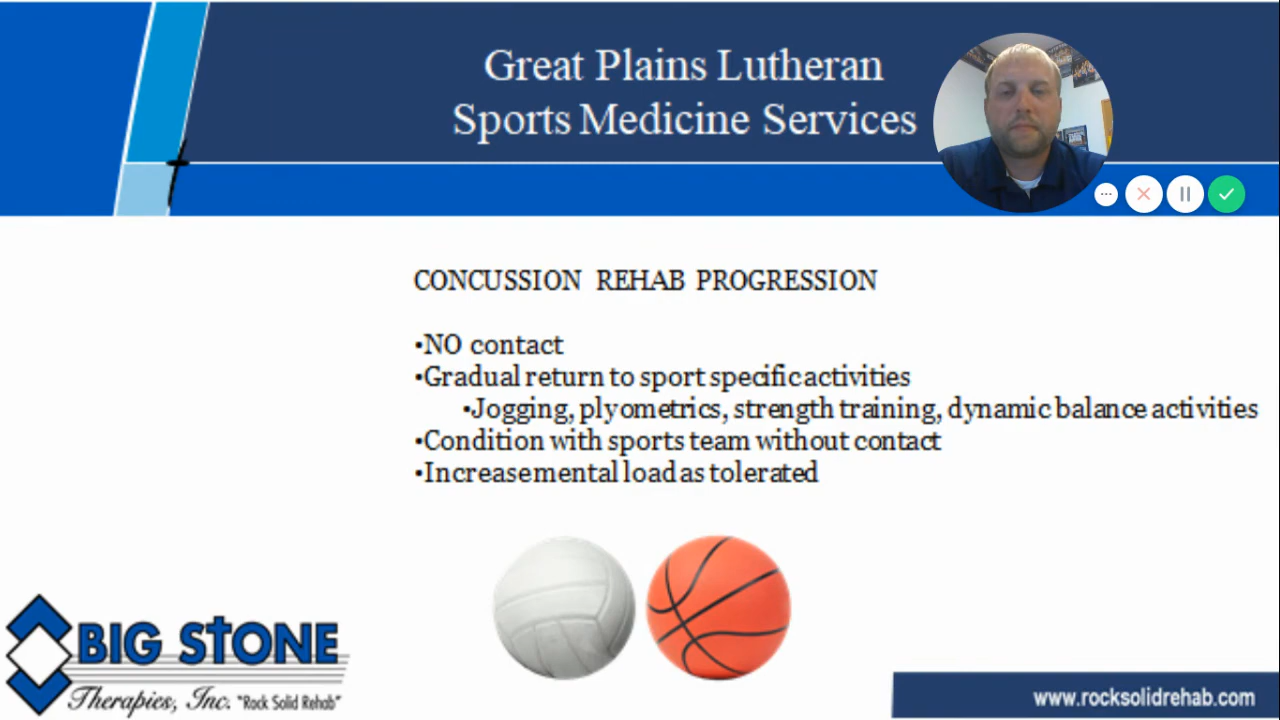 Great Plains Lutheran
Sports Medicine Services
CONCUSSION REHAB PROGRESSION
•NO contact
•Gradual return to sport specific activities
•Jogging, plyometrics, strength training, dynamic balance activities
•Condition with sports team without contact
•Increase mental load as tolerated
BIG STONE
Therapies, Inc. "Rock Solid Rehab"
www.rocksolidrehab.com